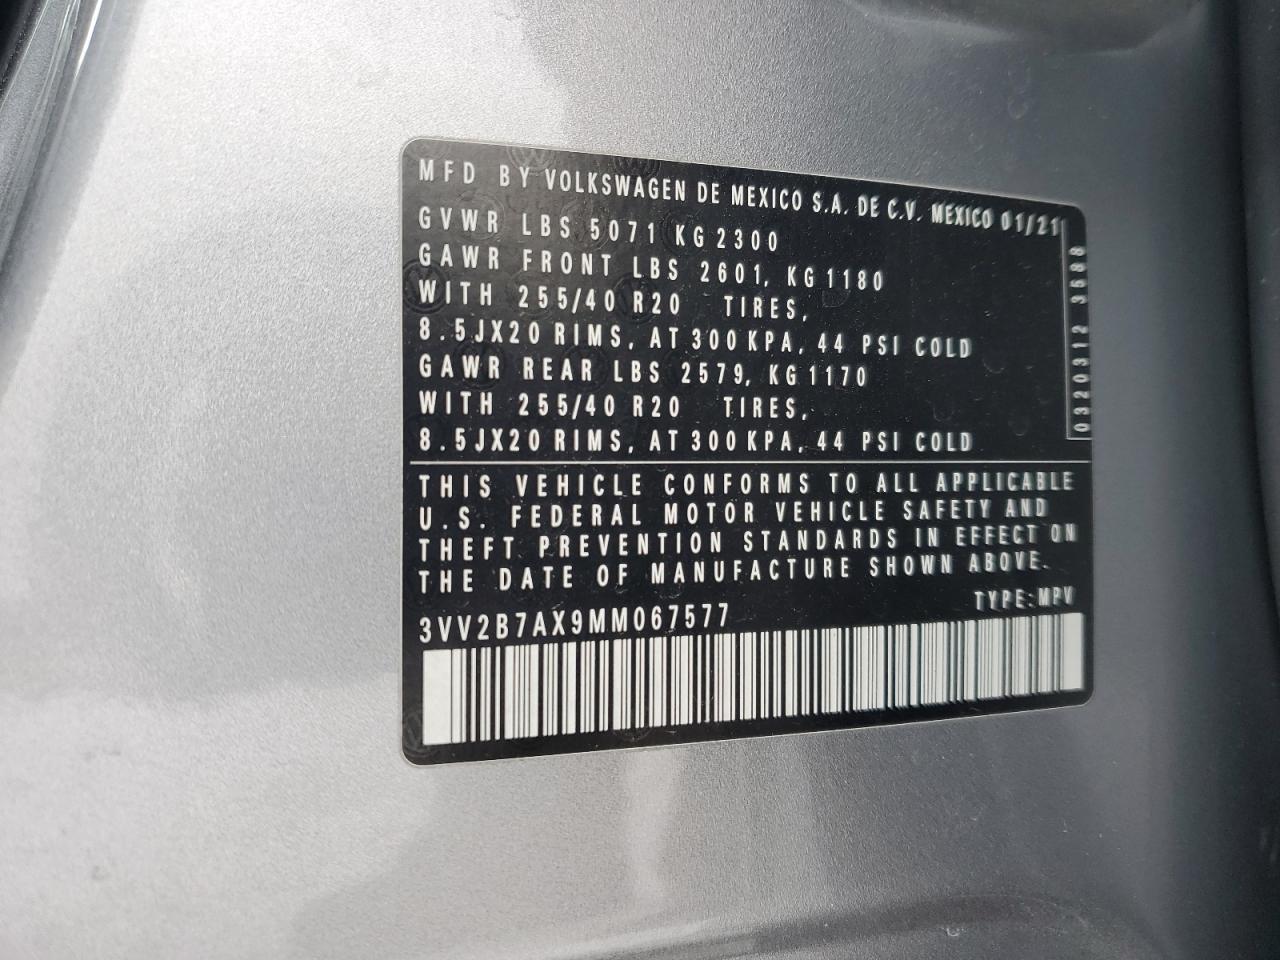 MFD BY VOLKSWAGEN DE MEXICO S.A. DE C.V. MEXICO 01/21
GVWR LBS 5071 KG 2300
GAWR FRONT LBS 2601, KG 1180
WITH 255/40 R20 TIRES,
8.5JX20 RIMS, AT 300 KPA, 44 PSI COLD
GAWR REAR LBS 2579, KG 1170
WITH 255/40 R20 TIRES,
8.5JX20 RIMS, AT 300 KPA, 44 PSI COLD
0320312 3688
THIS VEHICLE CONFORMS TO ALL APPLICABLE
U.S. FEDERAL MOTOR VEHICLE SAFETY AND
THEFT PREVENTION STANDARDS IN EFFECT ON
THE DATE OF MANUFACTURE SHOWN ABOVE.
TYPE:MPV
3VV2B7AX9MM067577